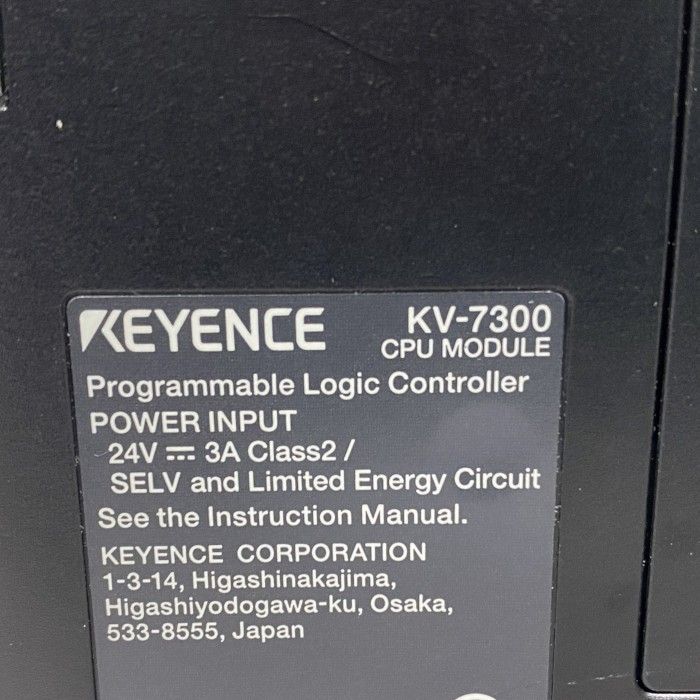 KEYENCE KV-7300
CPU MODULE
Programmable Logic Controller
POWER INPUT
24V ⎓ 3A Class2 /
SELV and Limited Energy Circuit
See the Instruction Manual.
KEYENCE CORPORATION
1-3-14, Higashinakajima,
Higashiyodogawa-ku, Osaka,
533-8555, Japan